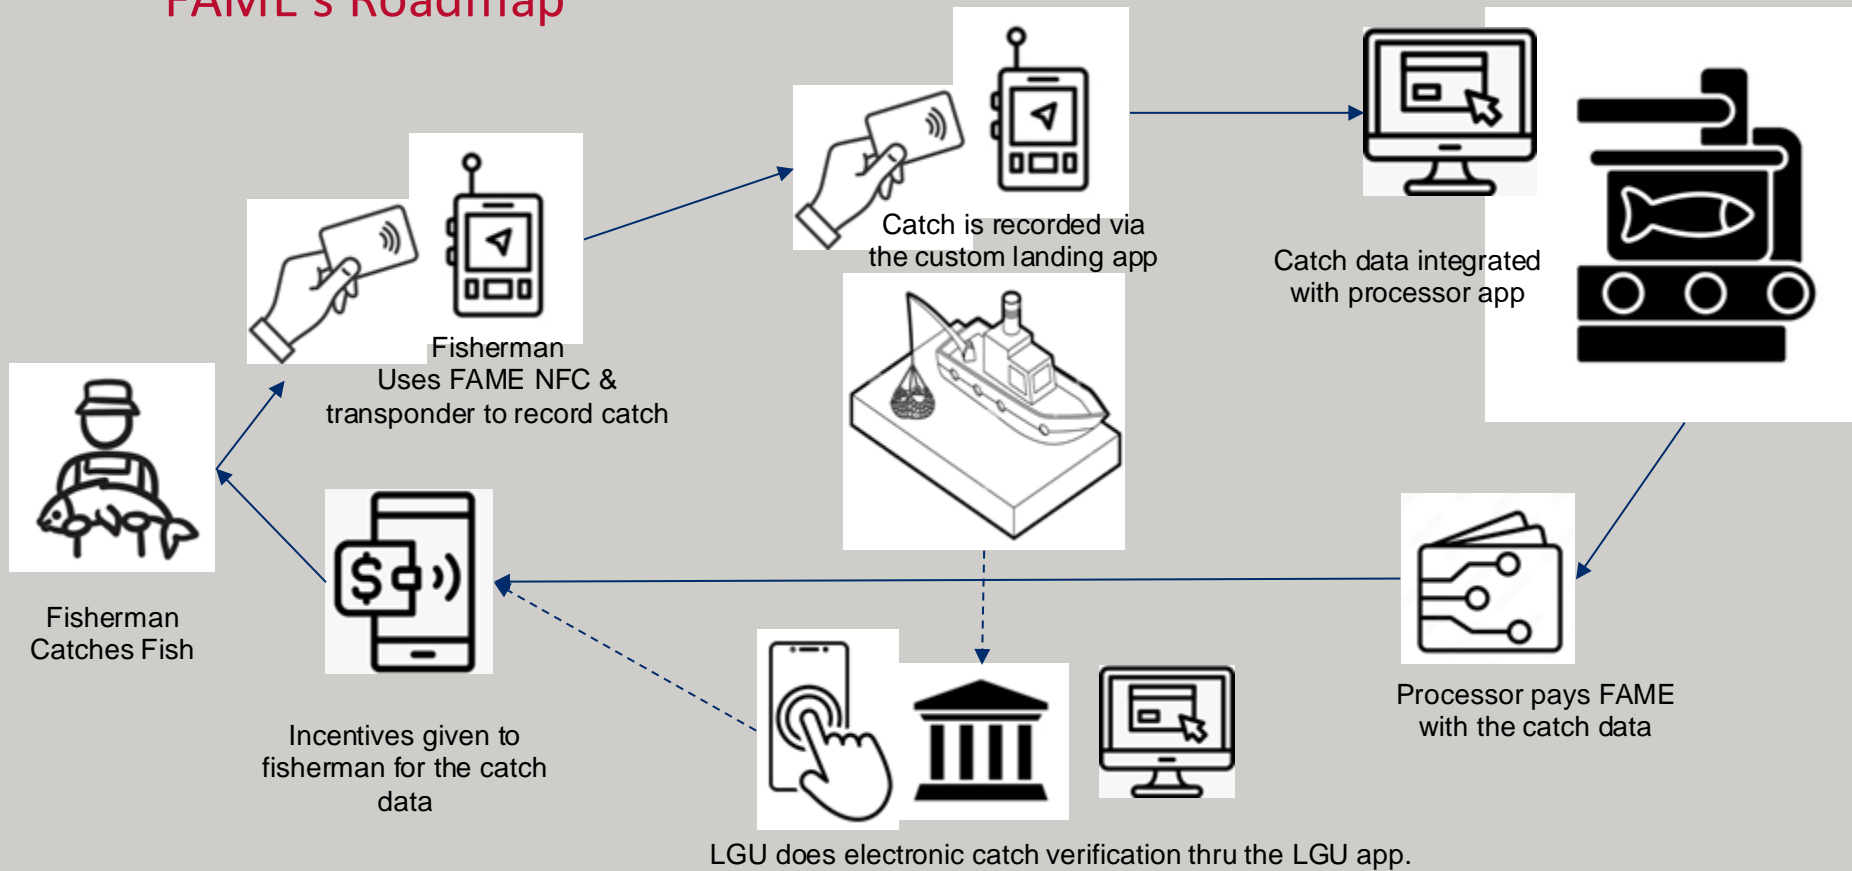 FAME's Roadmap
Catch is recorded via
the custom landing app
Catch data integrated
with processor app
Fisherman
Uses FAME NFC &
transponder to record catch
Fisherman
Catches Fish
$
Incentives given to
fisherman for the catch
data
Processor pays FAME
with the catch data
LGU does electronic catch verification thru the LGU app.